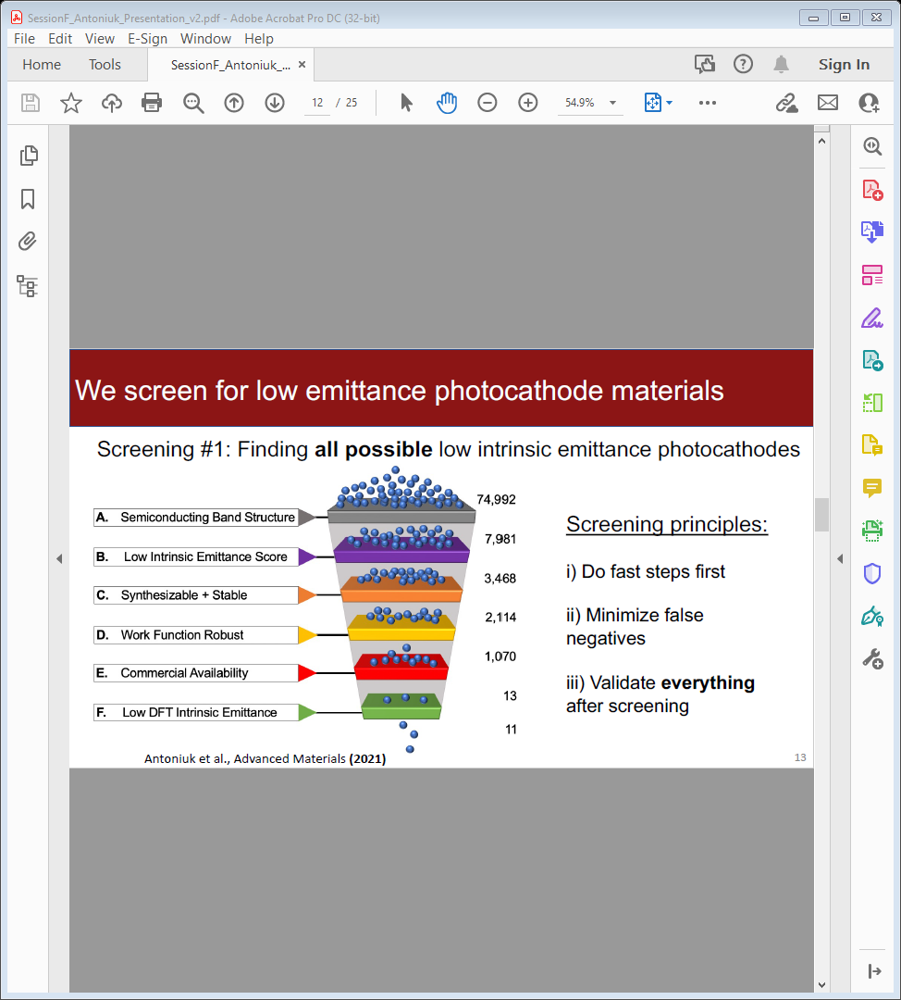 SessionF_Antoniuk_Presentation_v2.pdf - Adobe Acrobat Pro DC (32-bit)
File Edit View E-Sign Window Help
Home Tools SessionF_Antoniuk_... × Sign In
12 / 25 54.9%
We screen for low emittance photocathode materials
Screening #1: Finding all possible low intrinsic emittance photocathodes
74,992
A. Semiconducting Band Structure
7,981
B. Low Intrinsic Emittance Score
3,468
C. Synthesizable + Stable
2,114
D. Work Function Robust
1,070
E. Commercial Availability
13
F. Low DFT Intrinsic Emittance
11
Screening principles:
i) Do fast steps first
ii) Minimize false
negatives
iii) Validate everything
after screening
Antoniuk et al., Advanced Materials (2021)
13